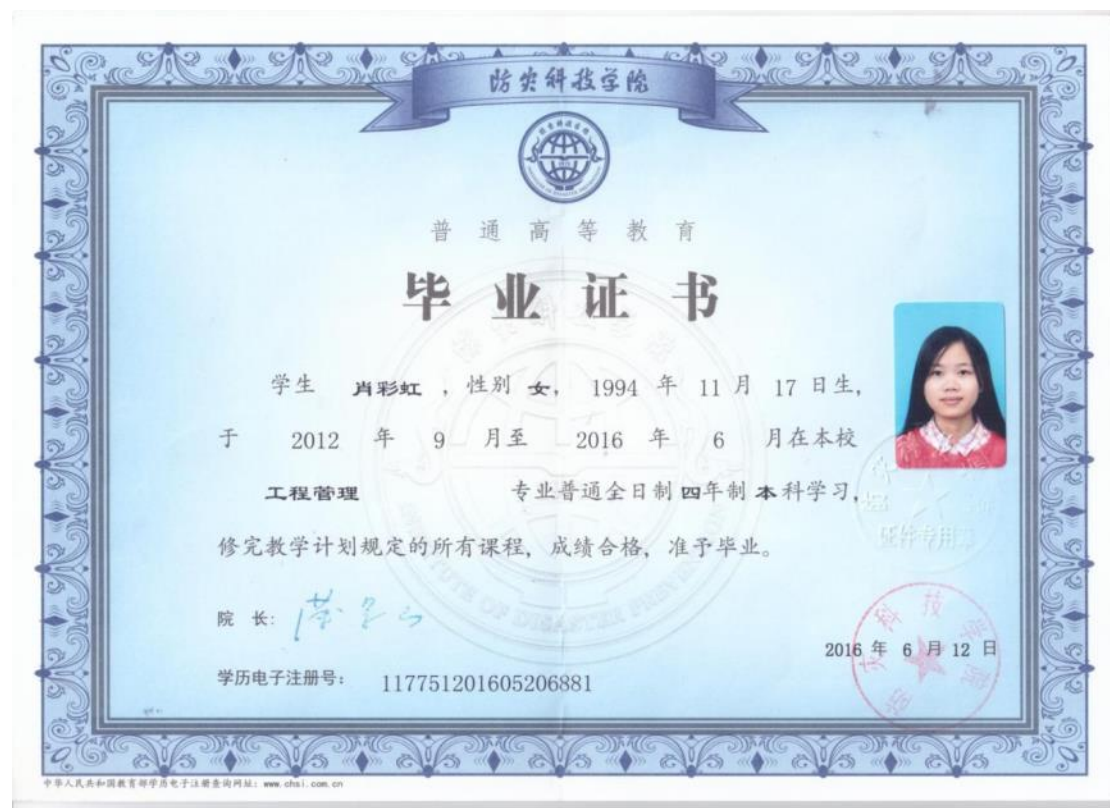 防灾科技学院
普通高等教育
毕业证书
学生 肖彩虹 , 性别 女, 1994 年 11 月 17 日生,
于 2012 年 9 月至 2016 年 6 月在本校
工程管理 专业普通全日制 四年制 本科学习,
修完教学计划规定的所有课程, 成绩合格, 准予毕业。
证件专用章
院 长:
2016 年 6 月 12 日
学历电子注册号: 117751201605206881
中华人民共和国教育部学历电子注册查询网站: www.chsi.com.cn